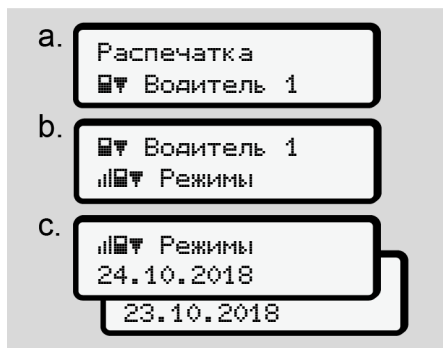 a.
Распечатка
Водитель 1
b.
Водитель 1
Режимы
c.
Режимы
24.10.2018
23.10.2018